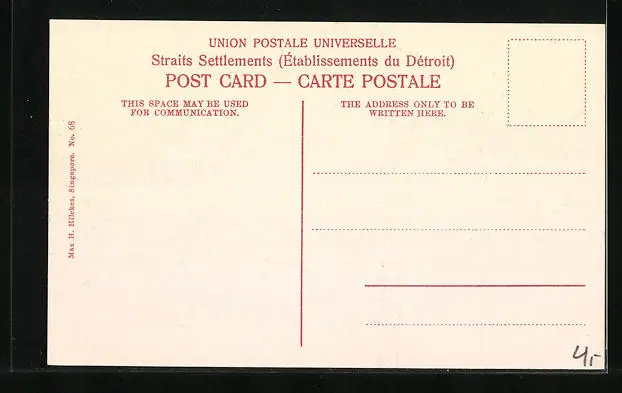 UNION POSTALE UNIVERSELLE
Straits Settlements (Établissements du Détroit)
POST CARD — CARTE POSTALE
THIS SPACE MAY BE USED
FOR COMMUNICATION.
THE ADDRESS ONLY TO BE
WRITTEN HERE.
Max H. Hilckes, Singapore. No. 68
4,-